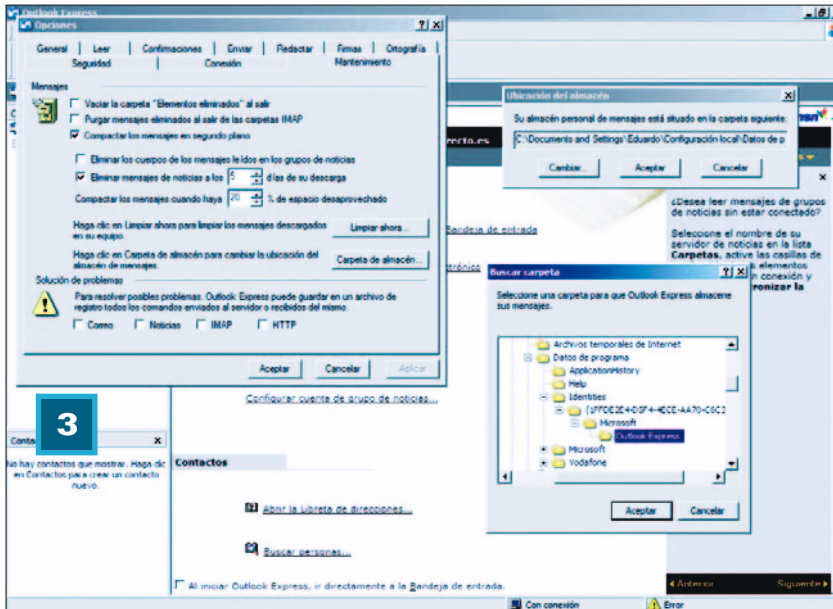 Outlook Express
Opciones
General
Leer
Confirmaciones
Enviar
Redactar
Firmas
Ortografía
Seguridad
Conexión
Mantenimiento
Mensajes
Vaciar la carpeta "Elementos eliminados" al salir
Purgar mensajes eliminados al salir de las carpetas IMAP
Compactar los mensajes en segundo plano
Eliminar los cuerpos de los mensajes leídos en los grupos de noticias
Eliminar mensajes de noticias a los 5 días de su descarga
Compactar los mensajes cuando haya 20 % de espacio desaprovechado
Haga clic en Limpiar ahora para limpiar los mensajes descargados
en su equipo.
Limpiar ahora...
Haga clic en Carpeta de almacén para cambiar la ubicación del
almacén de mensajes.
Carpeta de almacén...
Solución de problemas
Para resolver posibles problemas, Outlook Express puede guardar en un archivo de
registro todos los comandos enviados al servidor o recibidos del mismo.
Correo
Noticias
IMAP
HTTP
Aceptar
Cancelar
Aplicar
Ubicación del almacén
Su almacén personal de mensajes está situado en la carpeta siguiente:
C:\Documents and Settings\Eduardo\Configuración local\Datos de p
Cambiar...
Aceptar
Cancelar
msn
recto.es
Bandeja de entrada
ctrónico
¿Desea leer mensajes de grupos
de noticias sin estar conectado?
Seleccione el nombre de su
servidor de noticias en la lista
Carpetas, active las casillas de
s elementos
n conexión y
ronizar la
Buscar carpeta
Seleccione una carpeta para que Outlook Express almacene
sus mensajes.
Archivos temporales de Internet
Datos de programa
ApplicationHistory
Help
Identities
{1FFDE2E4-D5F4-4ECE-AA70-C6C3
Microsoft
Outlook Express
Microsoft
Vodafone
Aceptar
Cancelar
Configurar cuenta de grupo de noticias...
3
Conta
No hay contactos que mostrar. Haga clic
en Contactos para crear un contacto
nuevo.
Contactos
Abrir la Libreta de direcciones...
Buscar personas...
Al iniciar Outlook Express, ir directamente a la Bandeja de entrada.
Anterior
Siguiente
Con conexión
Error